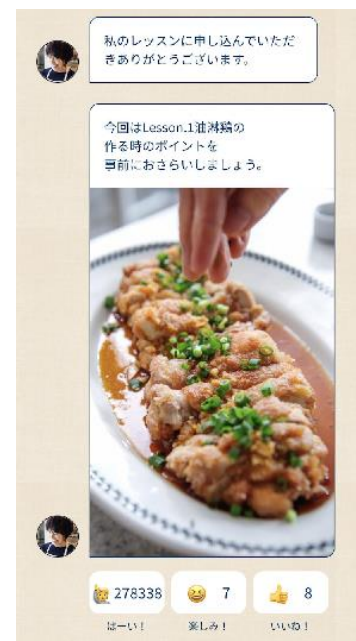 私のレッスンに申し込んでいただ
きありがとうございます。
今回はLesson.1油淋鶏の
作る時のポイントを
事前におさらいしましょう。
278338
7
8
はーい！
楽しみ！
いいね！